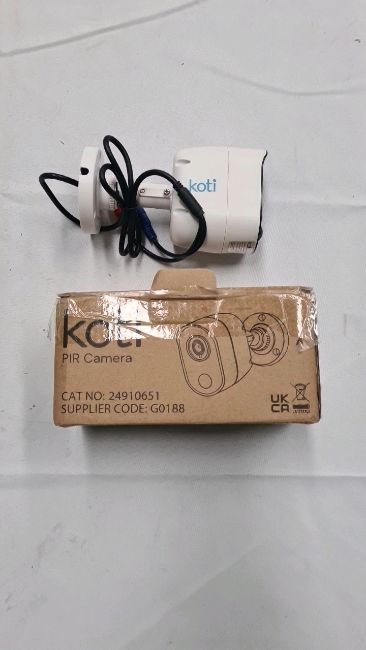 koti
koti
PIR Camera
CAT NO: 24910651
SUPPLIER CODE: G0188
UK
CA